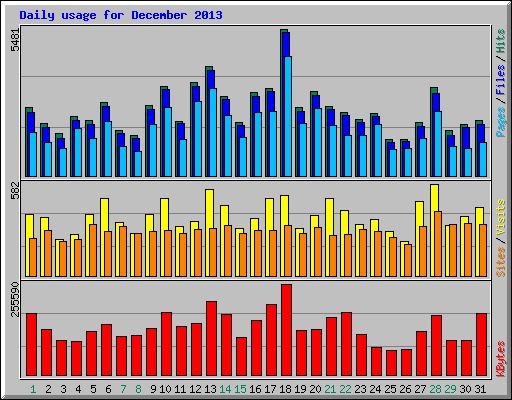 Daily usage for December 2013
5481
Pages / Files / Hits
582
Sites / Visits
255590
KBytes
1 2 3 4 5 6 7 8 9 10 11 12 13 14 15 16 17 18 19 20 21 22 23 24 25 26 27 28 29 30 31